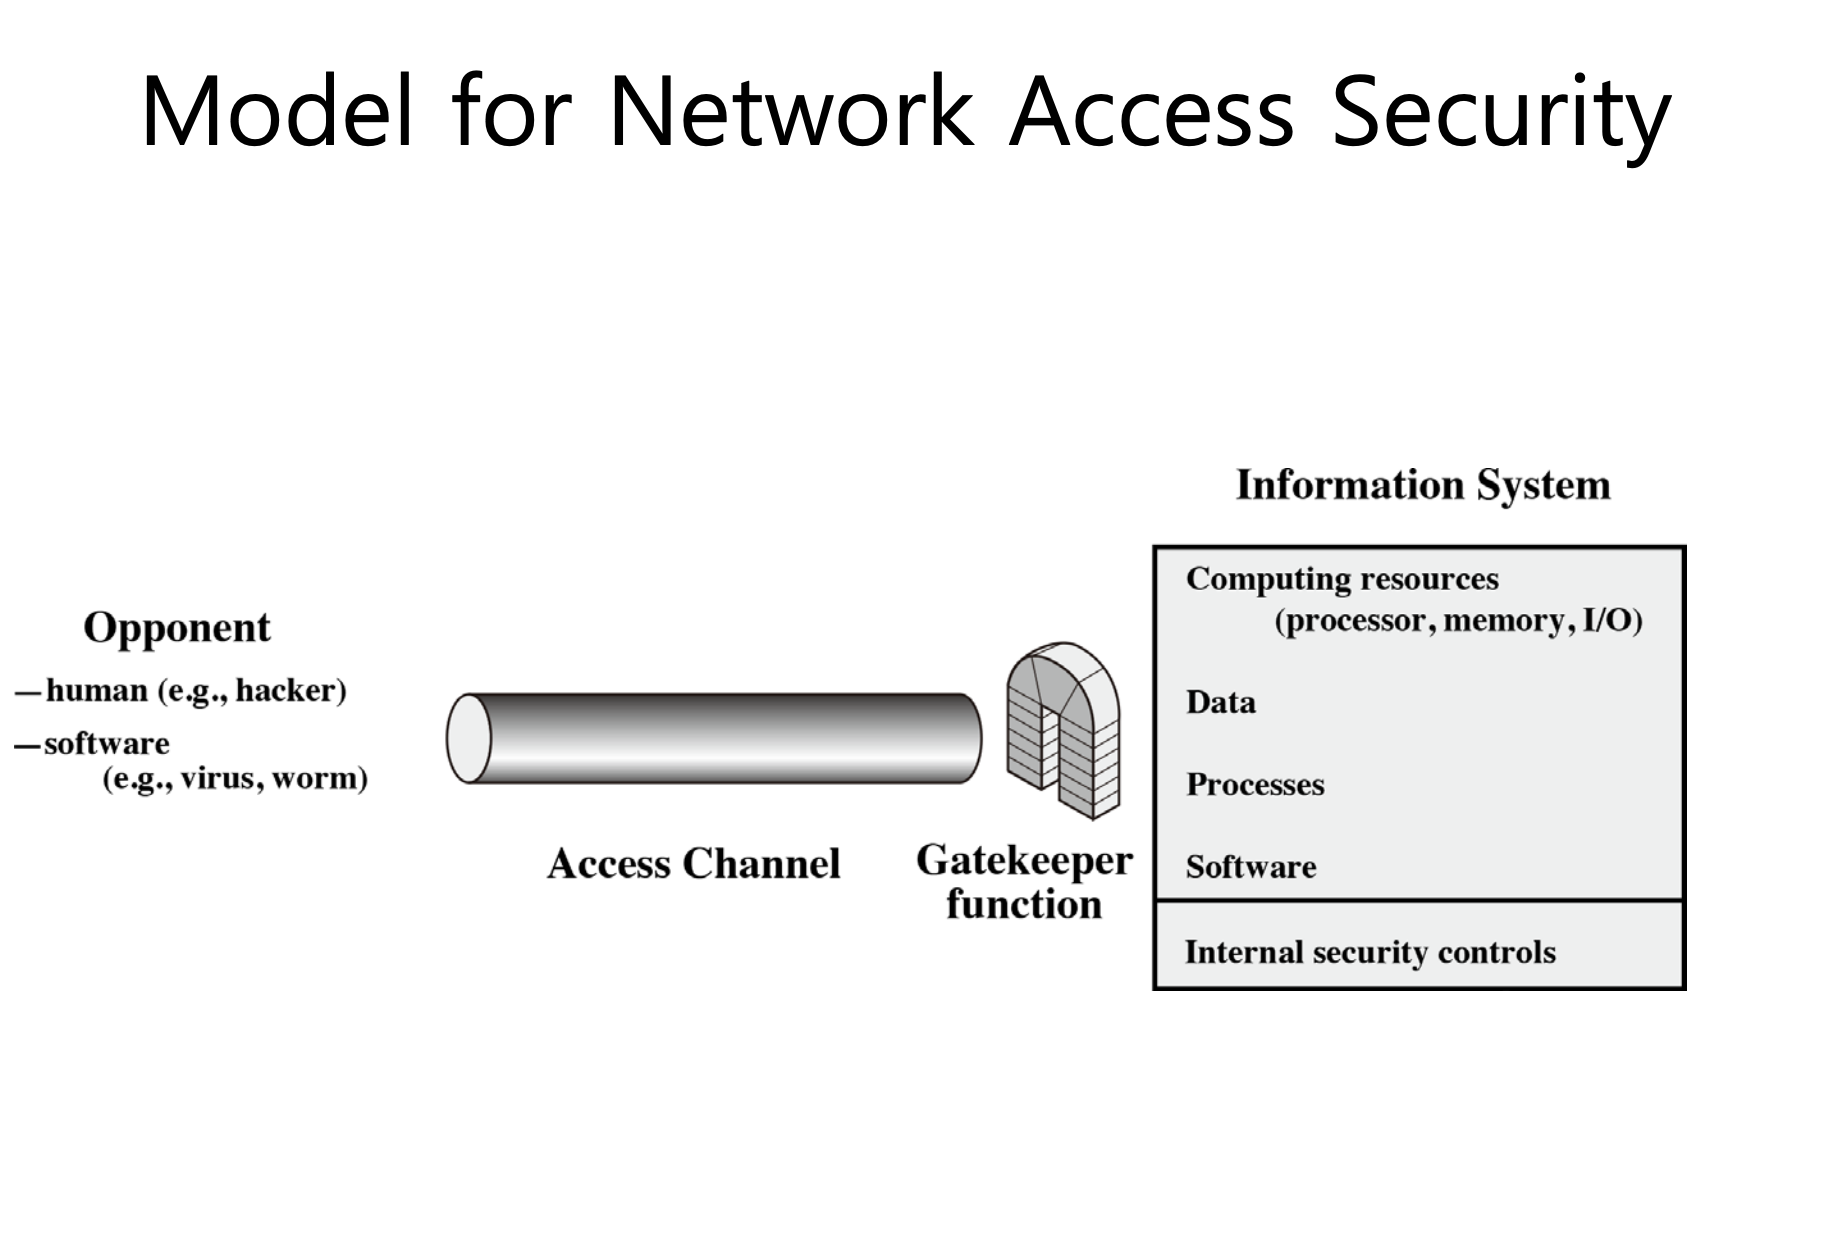 Model for Network Access Security
Information System
Opponent
—human (e.g., hacker)
—software
(e.g., virus, worm)
Access Channel
Gatekeeper
function
Computing resources
(processor, memory, I/O)
Data
Processes
Software
Internal security controls